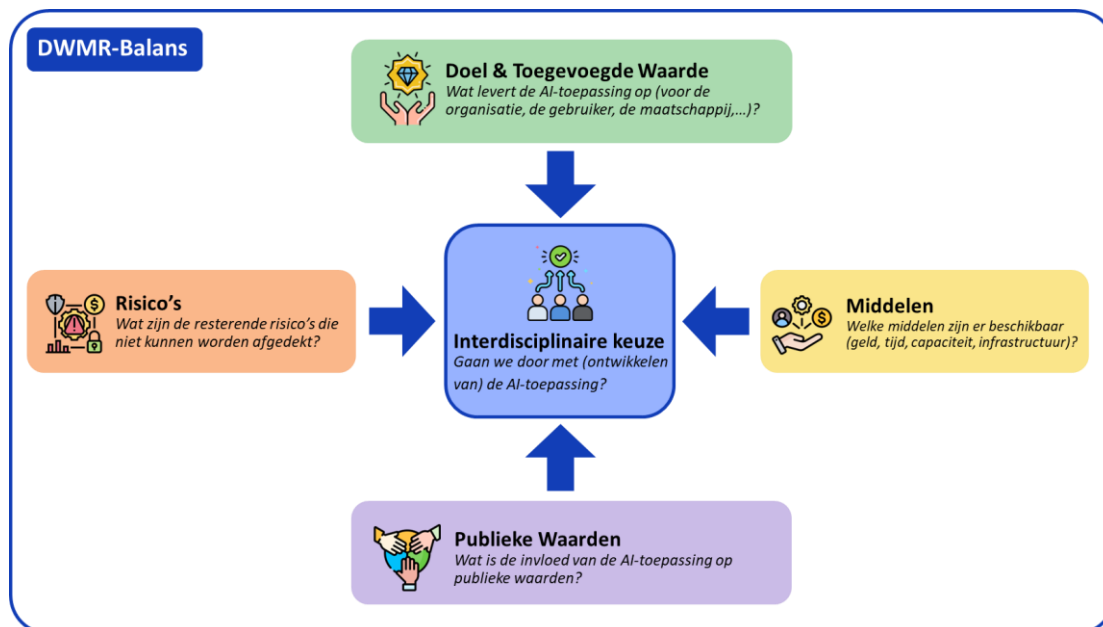 DWMR-Balans
Doel & Toegevoegde Waarde
Wat levert de AI-toepassing op (voor de
organisatie, de gebruiker, de maatschappij,...)?
Risico's
Wat zijn de resterende risico's die
niet kunnen worden afgedekt?
Interdisciplinaire keuze
Gaan we door met (ontwikkelen
van) de AI-toepassing?
Middelen
Welke middelen zijn er beschikbaar
(geld, tijd, capaciteit, infrastructuur)?
Publieke Waarden
Wat is de invloed van de AI-toepassing op
publieke waarden?